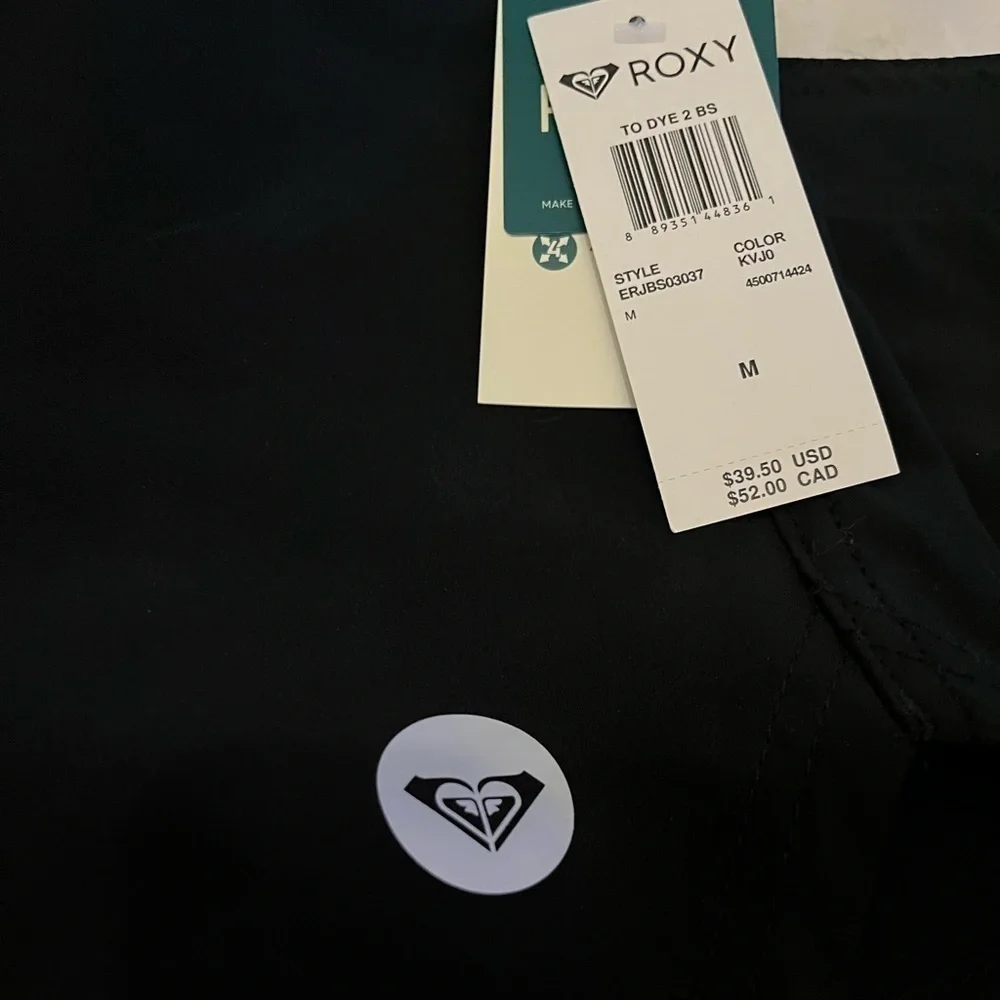 ROXY
TO DYE 2 BS
8 89351 44836 1
STYLE
ERJBS03037
COLOR
KVJ0
4500714424
M
M
$39.50 USD
$52.00 CAD
MAKE
4